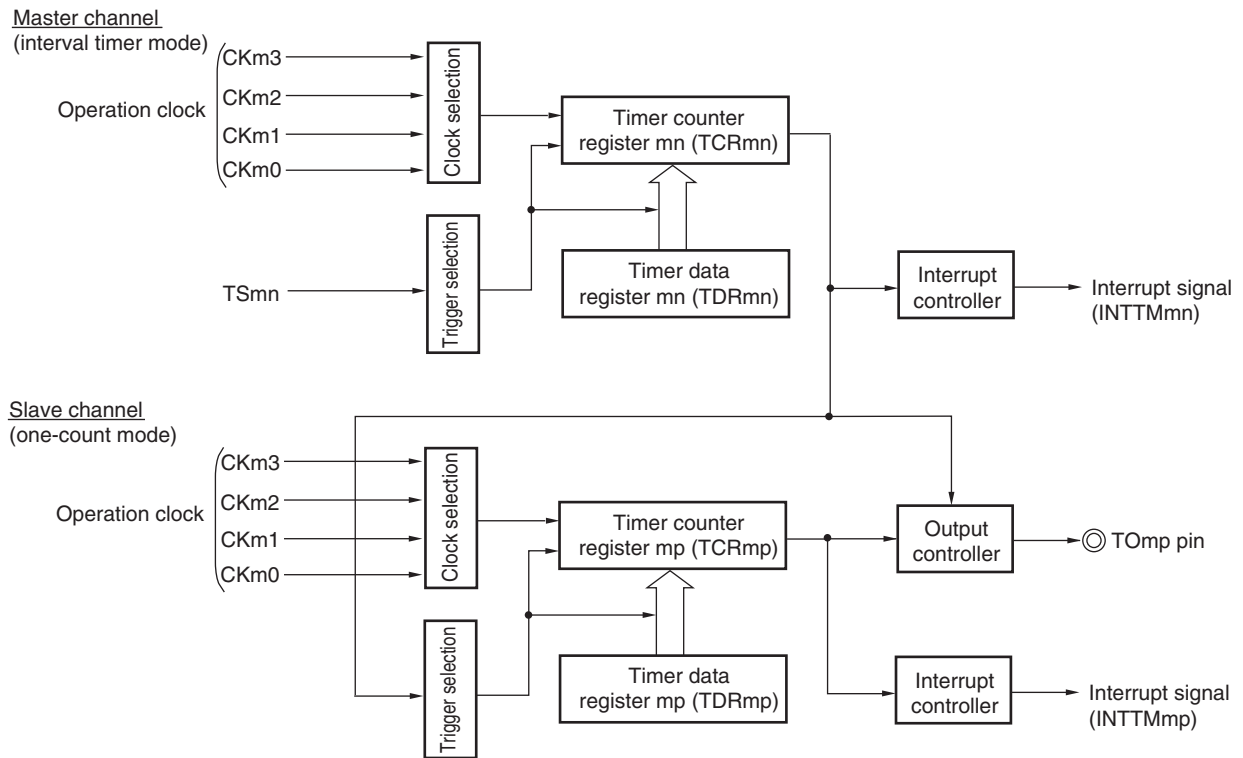 Master channel
(interval timer mode)
Operation clock
CKm3
CKm2
CKm1
CKm0
Clock selection
Timer counter
register mn (TCRmn)
TSmn
Trigger selection
Timer data
register mn (TDRmn)
Interrupt
controller
Interrupt signal
(INTTMmn)
Slave channel
(one-count mode)
Operation clock
CKm3
CKm2
CKm1
CKm0
Clock selection
Timer counter
register mp (TCRmp)
Output
controller
TOmp pin
Trigger selection
Timer data
register mp (TDRmp)
Interrupt
controller
Interrupt signal
(INTTMmp)